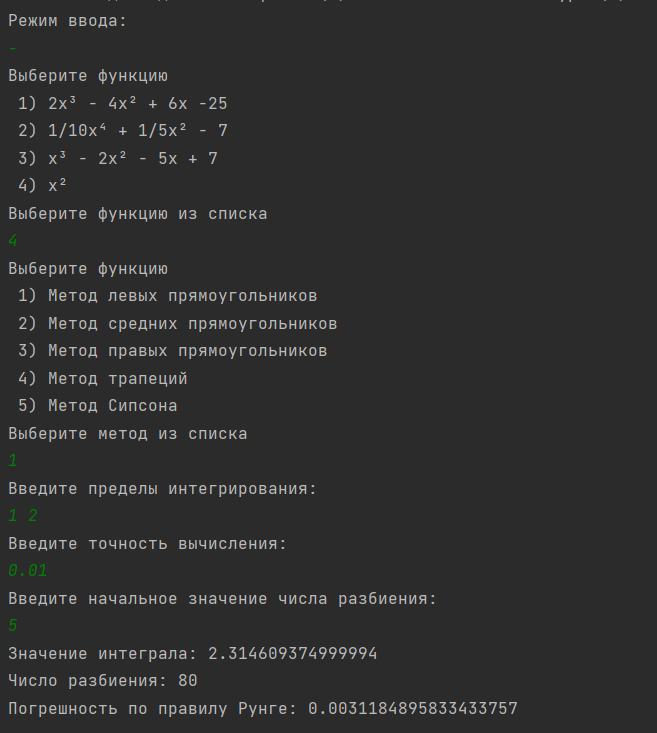 Режим ввода:
-
Выберите функцию
1) 2x³ - 4x² + 6x -25
2) 1/10x⁴ + 1/5x² - 7
3) x³ - 2x² - 5x + 7
4) x²
Выберите функцию из списка
4
Выберите функцию
1) Метод левых прямоугольников
2) Метод средних прямоугольников
3) Метод правых прямоугольников
4) Метод трапеций
5) Метод Сипсона
Выберите метод из списка
1
Введите пределы интегрирования:
1 2
Введите точность вычисления:
0.01
Введите начальное значение числа разбиения:
5
Значение интеграла: 2.314609374999994
Число разбиения: 80
Погрешность по правилу Рунге: 0.0031184895833433757